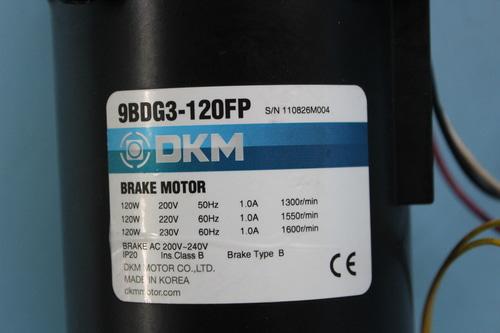 9BDG3-120FP S/N 110826M004
DKM
BRAKE MOTOR
120W 200V 50Hz 1.0A 1300r/min
120W 220V 60Hz 1.0A 1550r/min
120W 230V 60Hz 1.0A 1600r/min
BRAKE AC 200V~240V
IP20 Ins.Class B Brake Type B
DKM MOTOR CO.,LTD.
MADE IN KOREA
dkmmotor.com CE